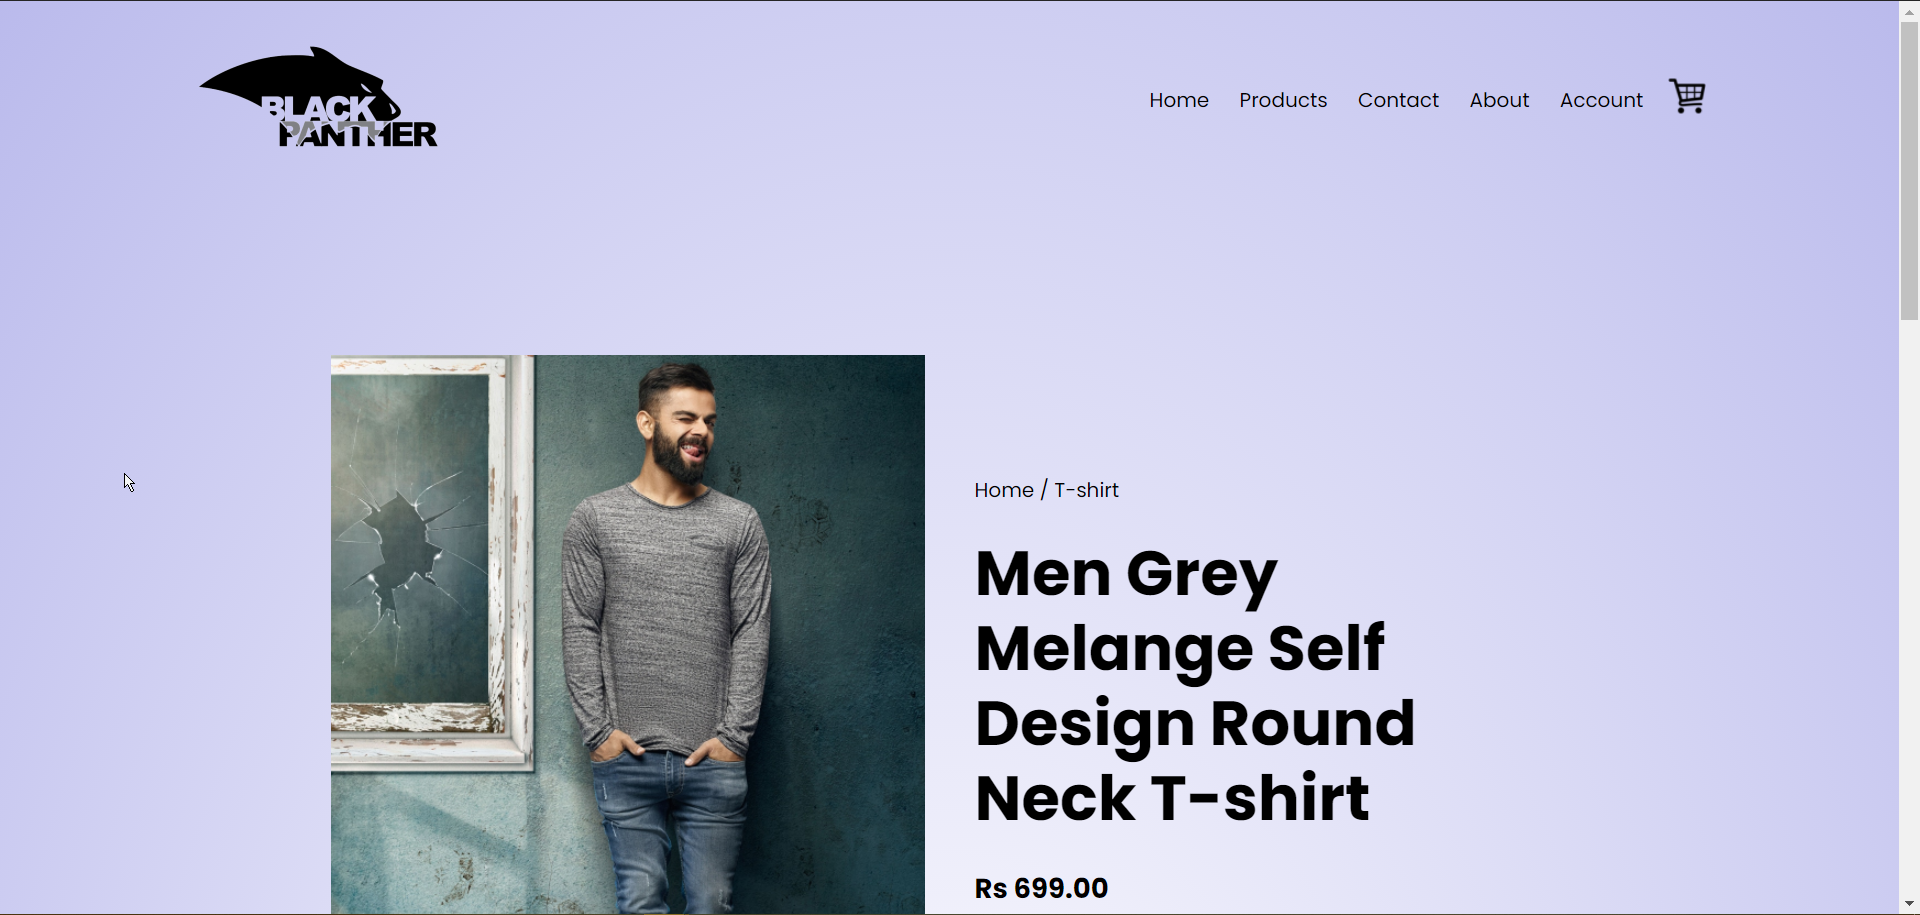 BLACK
PANTHER
Home Products Contact About Account
Home / T-shirt
Men Grey
Melange Self
Design Round
Neck T-shirt
Rs 699.00